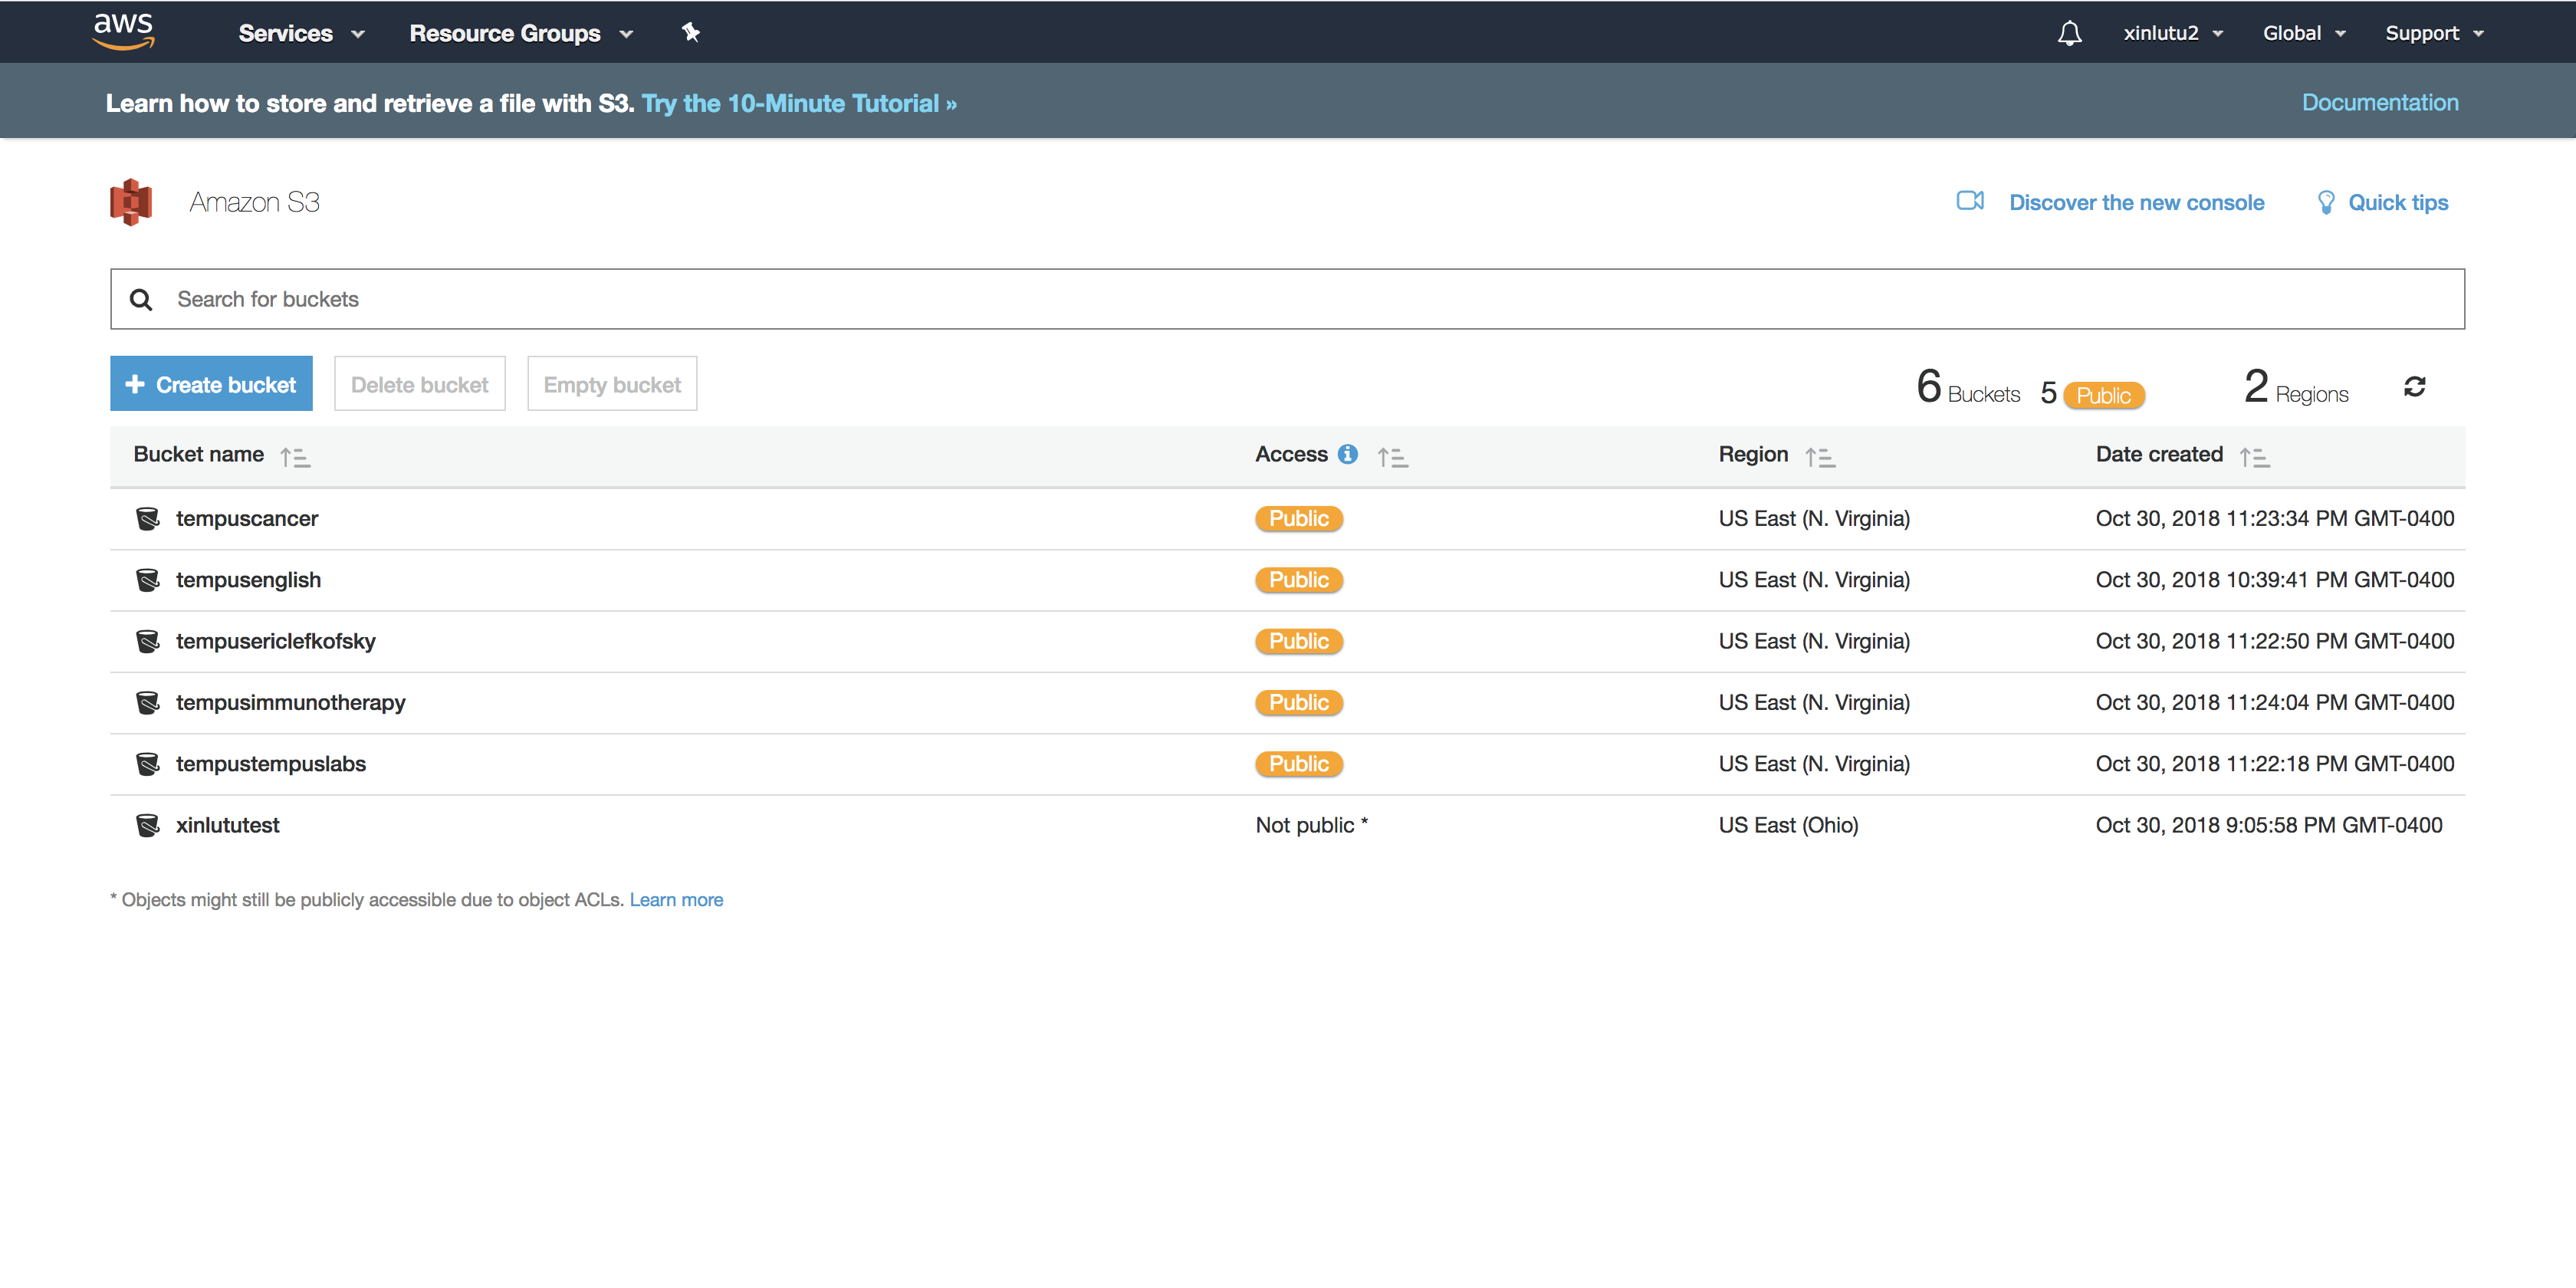 aws Services Resource Groups xinlutu2 Global Support
Learn how to store and retrieve a file with S3. Try the 10-Minute Tutorial » Documentation
Amazon S3 Discover the new console Quick tips
Search for buckets
+ Create bucket Delete bucket Empty bucket 6 Buckets 5 Public 2 Regions
Bucket name Access Region Date created
tempuscancer Public US East (N. Virginia) Oct 30, 2018 11:23:34 PM GMT-0400
tempusenglish Public US East (N. Virginia) Oct 30, 2018 10:39:41 PM GMT-0400
tempusericlefkofsky Public US East (N. Virginia) Oct 30, 2018 11:22:50 PM GMT-0400
tempusimmunotherapy Public US East (N. Virginia) Oct 30, 2018 11:24:04 PM GMT-0400
tempustempuslabs Public US East (N. Virginia) Oct 30, 2018 11:22:18 PM GMT-0400
xinlututest Not public * US East (Ohio) Oct 30, 2018 9:05:58 PM GMT-0400
* Objects might still be publicly accessible due to object ACLs. Learn more